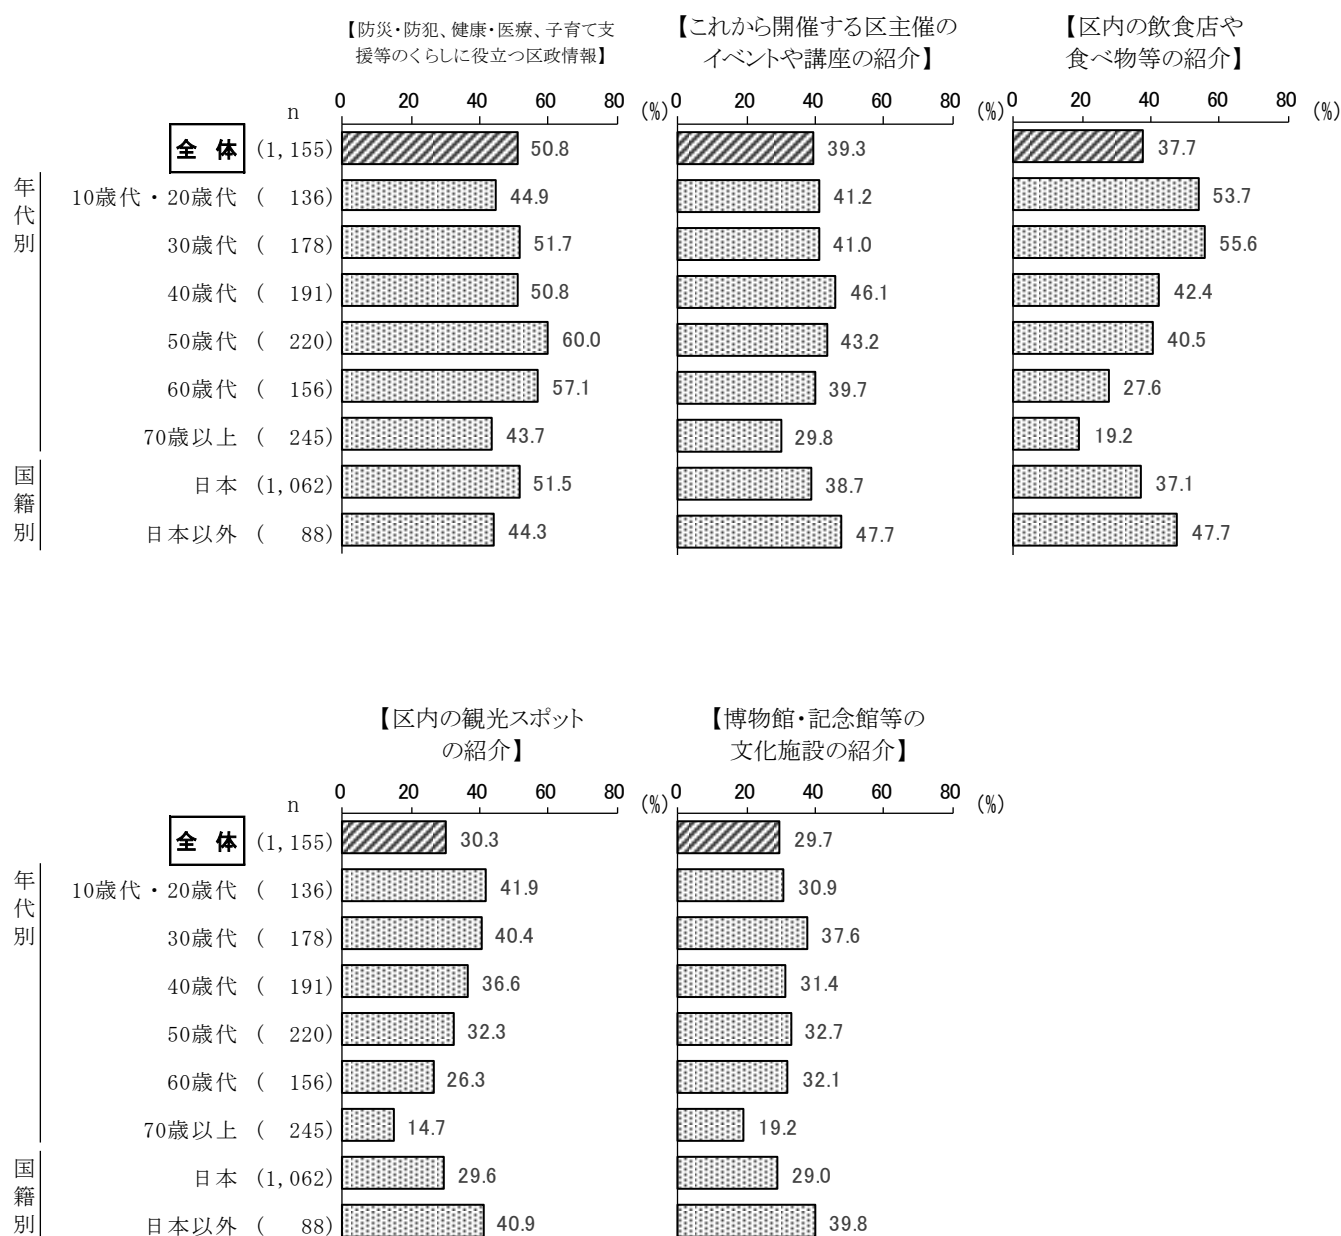 【防災・防犯、健康・医療、子育て支
援等のくらしに役立つ区政情報】
【これから開催する区主催の
イベントや講座の紹介】
【区内の飲食店や
食べ物等の紹介】
n 0 20 40 60 80 (%) 0 20 40 60 80 (%) 0 20 40 60 80 (%)
全 体 (1,155) 50.8 39.3 37.7
年代別
10歳代・20歳代 ( 136) 44.9 41.2 53.7
30歳代 ( 178) 51.7 41.0 55.6
40歳代 ( 191) 50.8 46.1 42.4
50歳代 ( 220) 60.0 43.2 40.5
60歳代 ( 156) 57.1 39.7 27.6
70歳以上 ( 245) 43.7 29.8 19.2
国籍別
日本 (1,062) 51.5 38.7 37.1
日本以外 ( 88) 44.3 47.7 47.7
【区内の観光スポット
の紹介】
【博物館・記念館等の
文化施設の紹介】
n 0 20 40 60 80 (%) 0 20 40 60 80 (%)
全 体 (1,155) 30.3 29.7
年代別
10歳代・20歳代 ( 136) 41.9 30.9
30歳代 ( 178) 40.4 37.6
40歳代 ( 191) 36.6 31.4
50歳代 ( 220) 32.3 32.7
60歳代 ( 156) 26.3 32.1
70歳以上 ( 245) 14.7 19.2
国籍別
日本 (1,062) 29.6 29.0
日本以外 ( 88) 40.9 39.8